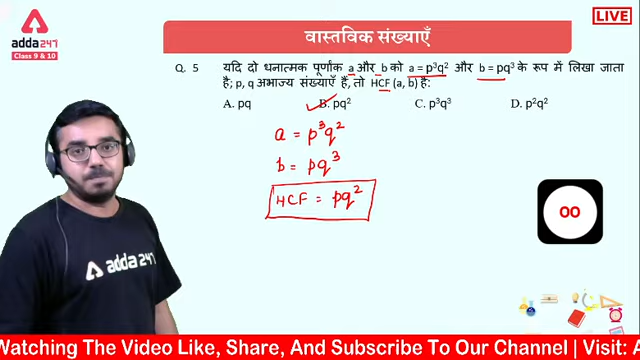 adda247
Class 9 & 10
वास्तविक संख्याएँ
LIVE
Q. 5 यदि दो धनात्मक पूर्णांक a और b को a = p³q² और b = pq³ के रूप में लिखा जाता
है; p, q अभाज्य संख्याएँ हैं, तो HCF (a, b) है:
A. pq B. pq² C. p³q³ D. p²q²
a = p³q²
b = pq³
HCF = pq²
00
adda247
Watching The Video Like, Share, And Subscribe To Our Channel | Visit: A